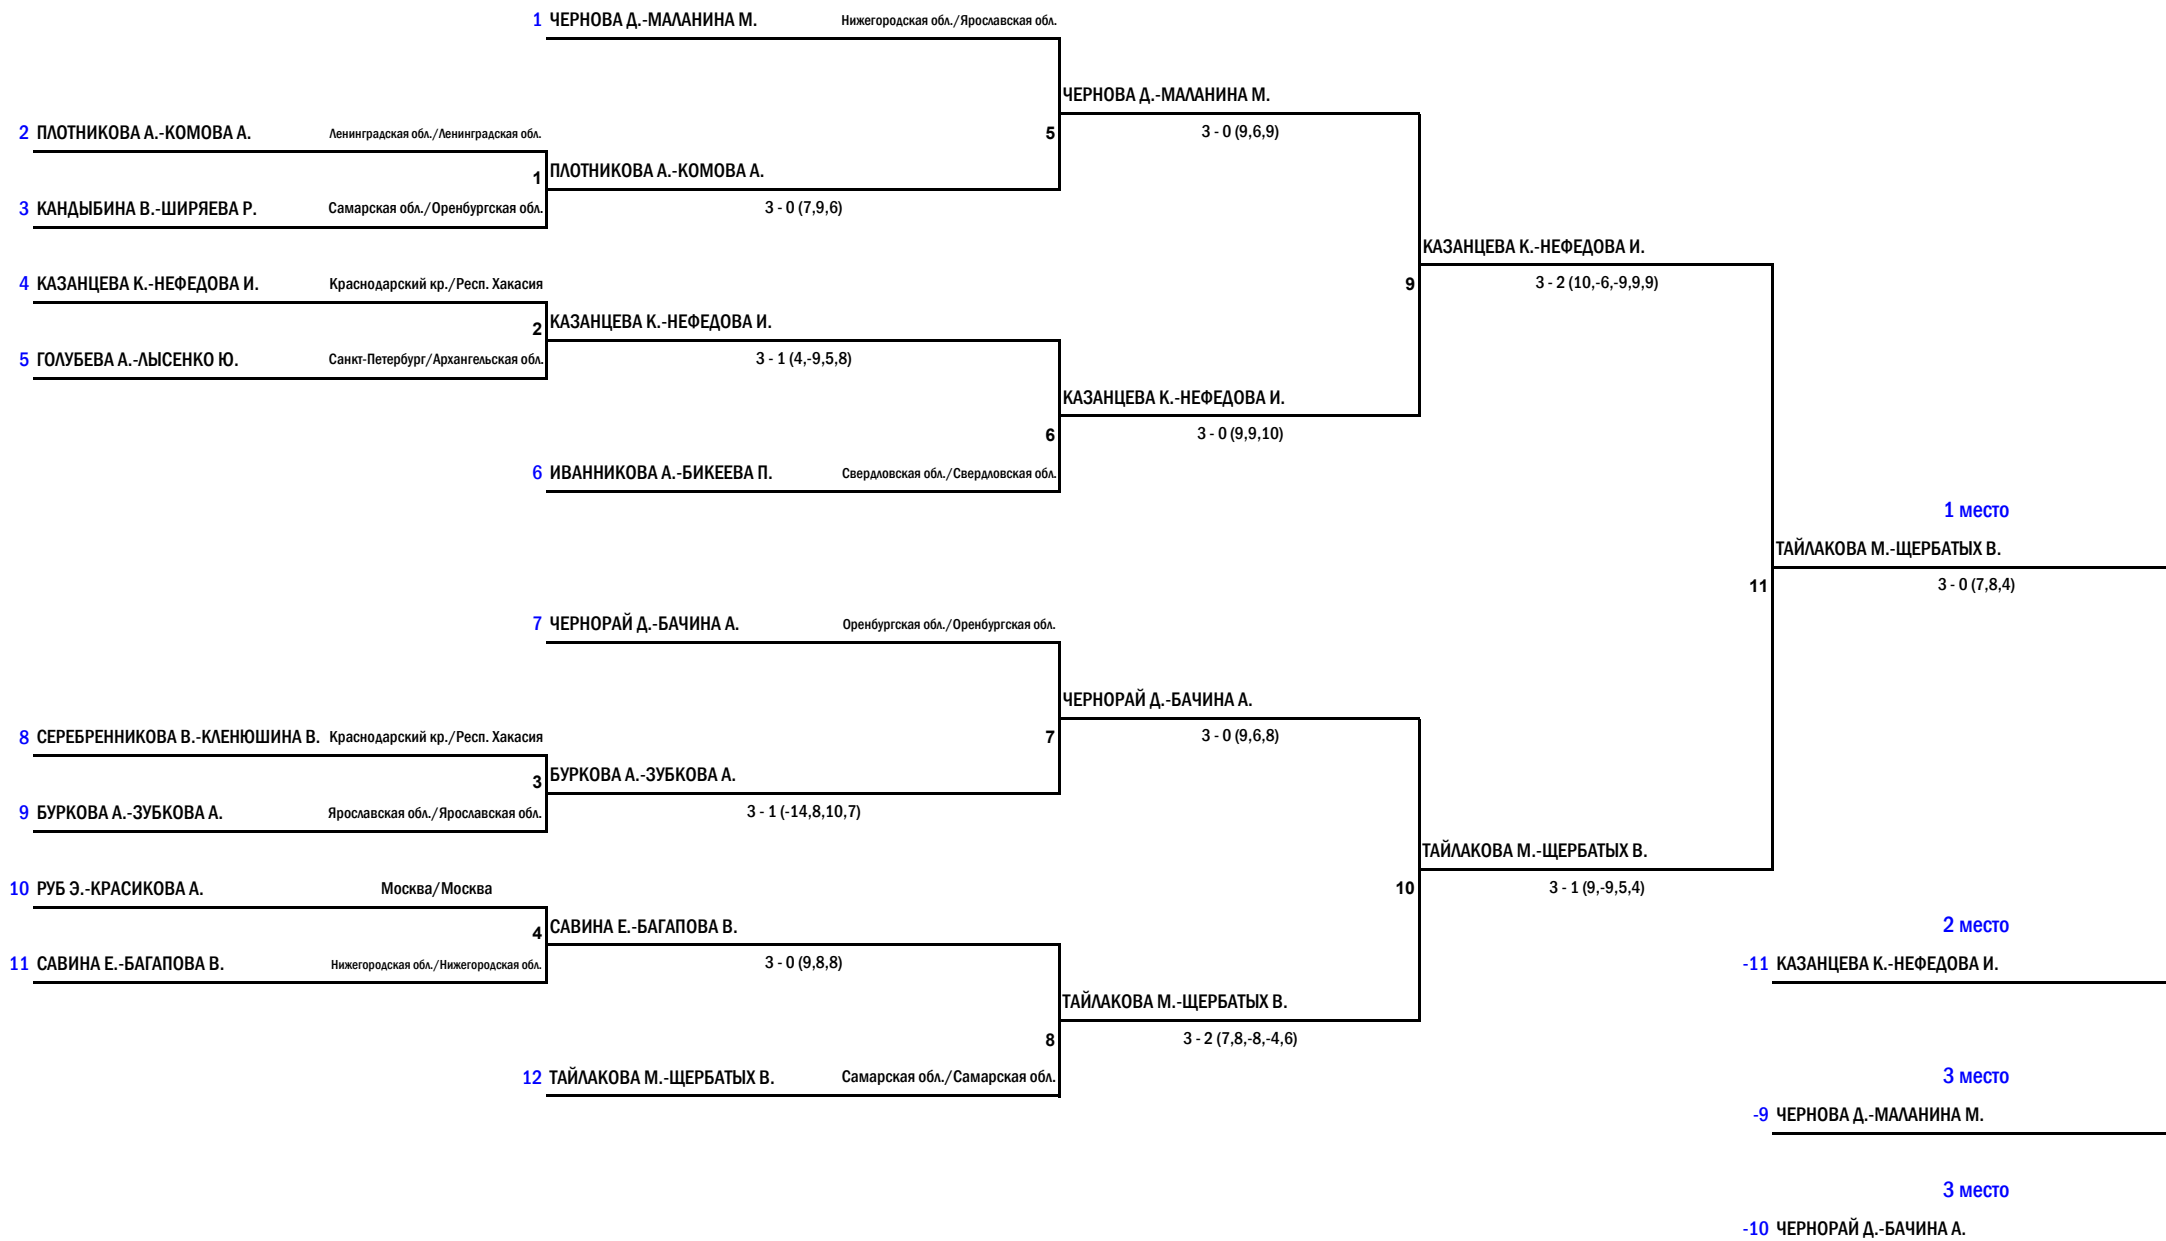 1 ЧЕРНОВА Д.-МАЛАНИНА М. Нижегородская обл./Ярославская обл.
ЧЕРНОВА Д.-МАЛАНИНА М.
2 ПЛОТНИКОВА А.-КОМОВА А. Ленинградская обл./Ленинградская обл.
5 3 - 0 (9,6,9)
1 ПЛОТНИКОВА А.-КОМОВА А.
3 КАНДЫБИНА В.-ШИРЯЕВА Р. Самарская обл./Оренбургская обл.
3 - 0 (7,9,6)
КАЗАНЦЕВА К.-НЕФЕДОВА И.
4 КАЗАНЦЕВА К.-НЕФЕДОВА И. Краснодарский кр./Респ. Хакасия
9 3 - 2 (10,-6,-9,9,9)
2 КАЗАНЦЕВА К.-НЕФЕДОВА И.
5 ГОЛУБЕВА А.-ЛЫСЕНКО Ю. Санкт-Петербург/Архангельская обл.
3 - 1 (4,-9,5,8)
КАЗАНЦЕВА К.-НЕФЕДОВА И.
6 3 - 0 (9,9,10)
6 ИВАННИКОВА А.-БИКЕЕВА П. Свердловская обл./Свердловская обл.
1 место
ТАЙЛАКОВА М.-ЩЕРБАТЫХ В.
11 3 - 0 (7,8,4)
7 ЧЕРНОРАЙ Д.-БАЧИНА А. Оренбургская обл./Оренбургская обл.
ЧЕРНОРАЙ Д.-БАЧИНА А.
8 СЕРЕБРЕННИКОВА В.-КЛЕНЮШИНА В. Краснодарский кр./Респ. Хакасия
7 3 - 0 (9,6,8)
3 БУРКОВА А.-ЗУБКОВА А.
9 БУРКОВА А.-ЗУБКОВА А. Ярославская обл./Ярославская обл.
3 - 1 (-14,8,10,7)
ТАЙЛАКОВА М.-ЩЕРБАТЫХ В.
10 РУБ Э.-КРАСИКОВА А. Москва/Москва
10 3 - 1 (9,-9,5,4)
4 САВИНА Е.-БАГАПОВА В.
2 место
11 САВИНА Е.-БАГАПОВА В. Нижегородская обл./Нижегородская обл.
3 - 0 (9,8,8)
-11 КАЗАНЦЕВА К.-НЕФЕДОВА И.
ТАЙЛАКОВА М.-ЩЕРБАТЫХ В.
8 3 - 2 (7,8,-8,-4,6)
12 ТАЙЛАКОВА М.-ЩЕРБАТЫХ В. Самарская обл./Самарская обл.
3 место
-9 ЧЕРНОВА Д.-МАЛАНИНА М.
3 место
-10 ЧЕРНОРАЙ Д.-БАЧИНА А.